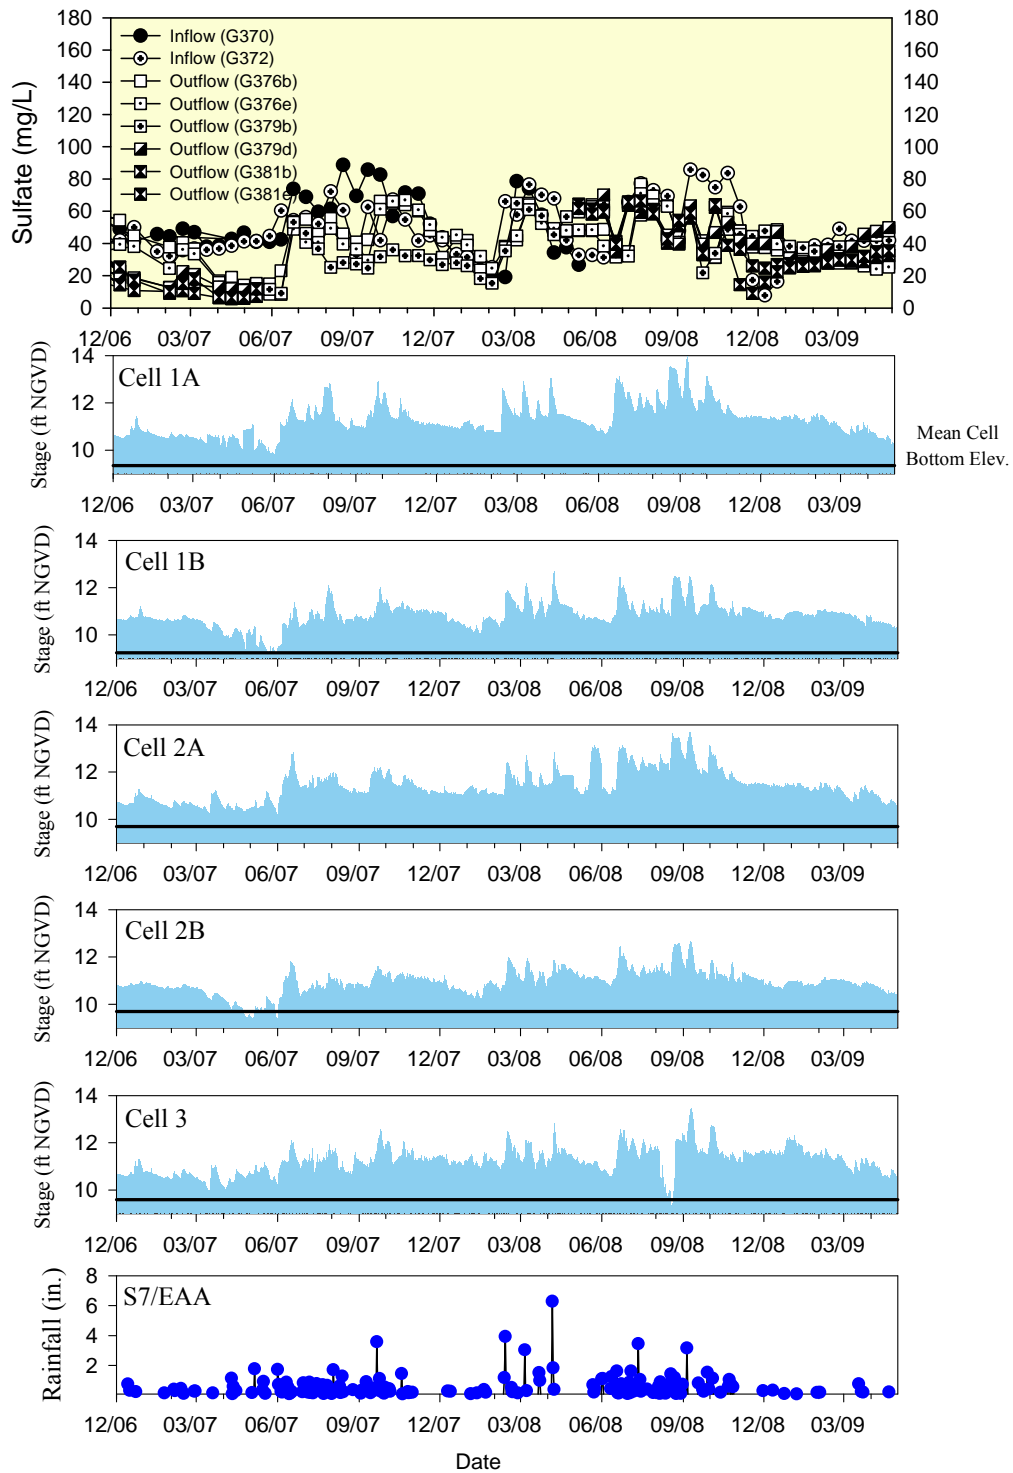 180 180
160 160
140 140
120 120
100 100
80 80
60 60
40 40
20 20
0 0
Sulfate (mg/L)
Inflow (G370)
Inflow (G372)
Outflow (G376b)
Outflow (G376e)
Outflow (G379b)
Outflow (G379d)
Outflow (G381b)
Outflow (G381e)
12/06 03/07 06/07 09/07 12/07 03/08 06/08 09/08 12/08 03/09
Stage (ft NGVD)
14
12
10
Cell 1A
Mean Cell
Bottom Elev.
12/06 03/07 06/07 09/07 12/07 03/08 06/08 09/08 12/08 03/09
Stage (ft NGVD)
14
12
10
Cell 1B
12/06 03/07 06/07 09/07 12/07 03/08 06/08 09/08 12/08 03/09
Stage (ft NGVD)
14
12
10
Cell 2A
12/06 03/07 06/07 09/07 12/07 03/08 06/08 09/08 12/08 03/09
Stage (ft NGVD)
14
12
10
Cell 2B
12/06 03/07 06/07 09/07 12/07 03/08 06/08 09/08 12/08 03/09
Stage (ft NGVD)
14
12
10
Cell 3
12/06 03/07 06/07 09/07 12/07 03/08 06/08 09/08 12/08 03/09
Rainfall (in.)
8
6
4
2
S7/EAA
12/06 03/07 06/07 09/07 12/07 03/08 06/08 09/08 12/08 03/09
Date